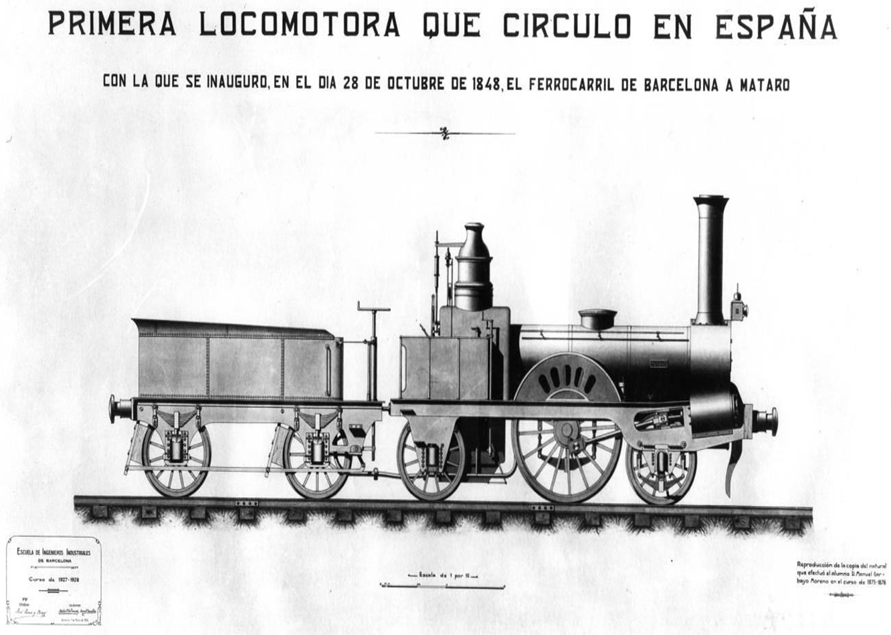 PRIMERA LOCOMOTORA QUE CIRCULO EN ESPAÑA
CON LA QUE SE INAUGURO, EN EL DIA 28 DE OCTUBRE DE 1848, EL FERROCARRIL DE BARCELONA A MATARO
ESCUELA DE INGENIEROS INDUSTRIALES
DE BARCELONA
Curso de 1927-1928
Escala de 1 por 10
Reproducción de la copia del natural
que efectuó el alumno D. Manuel Gar-
bayo Moreno en el curso de 1875-1876